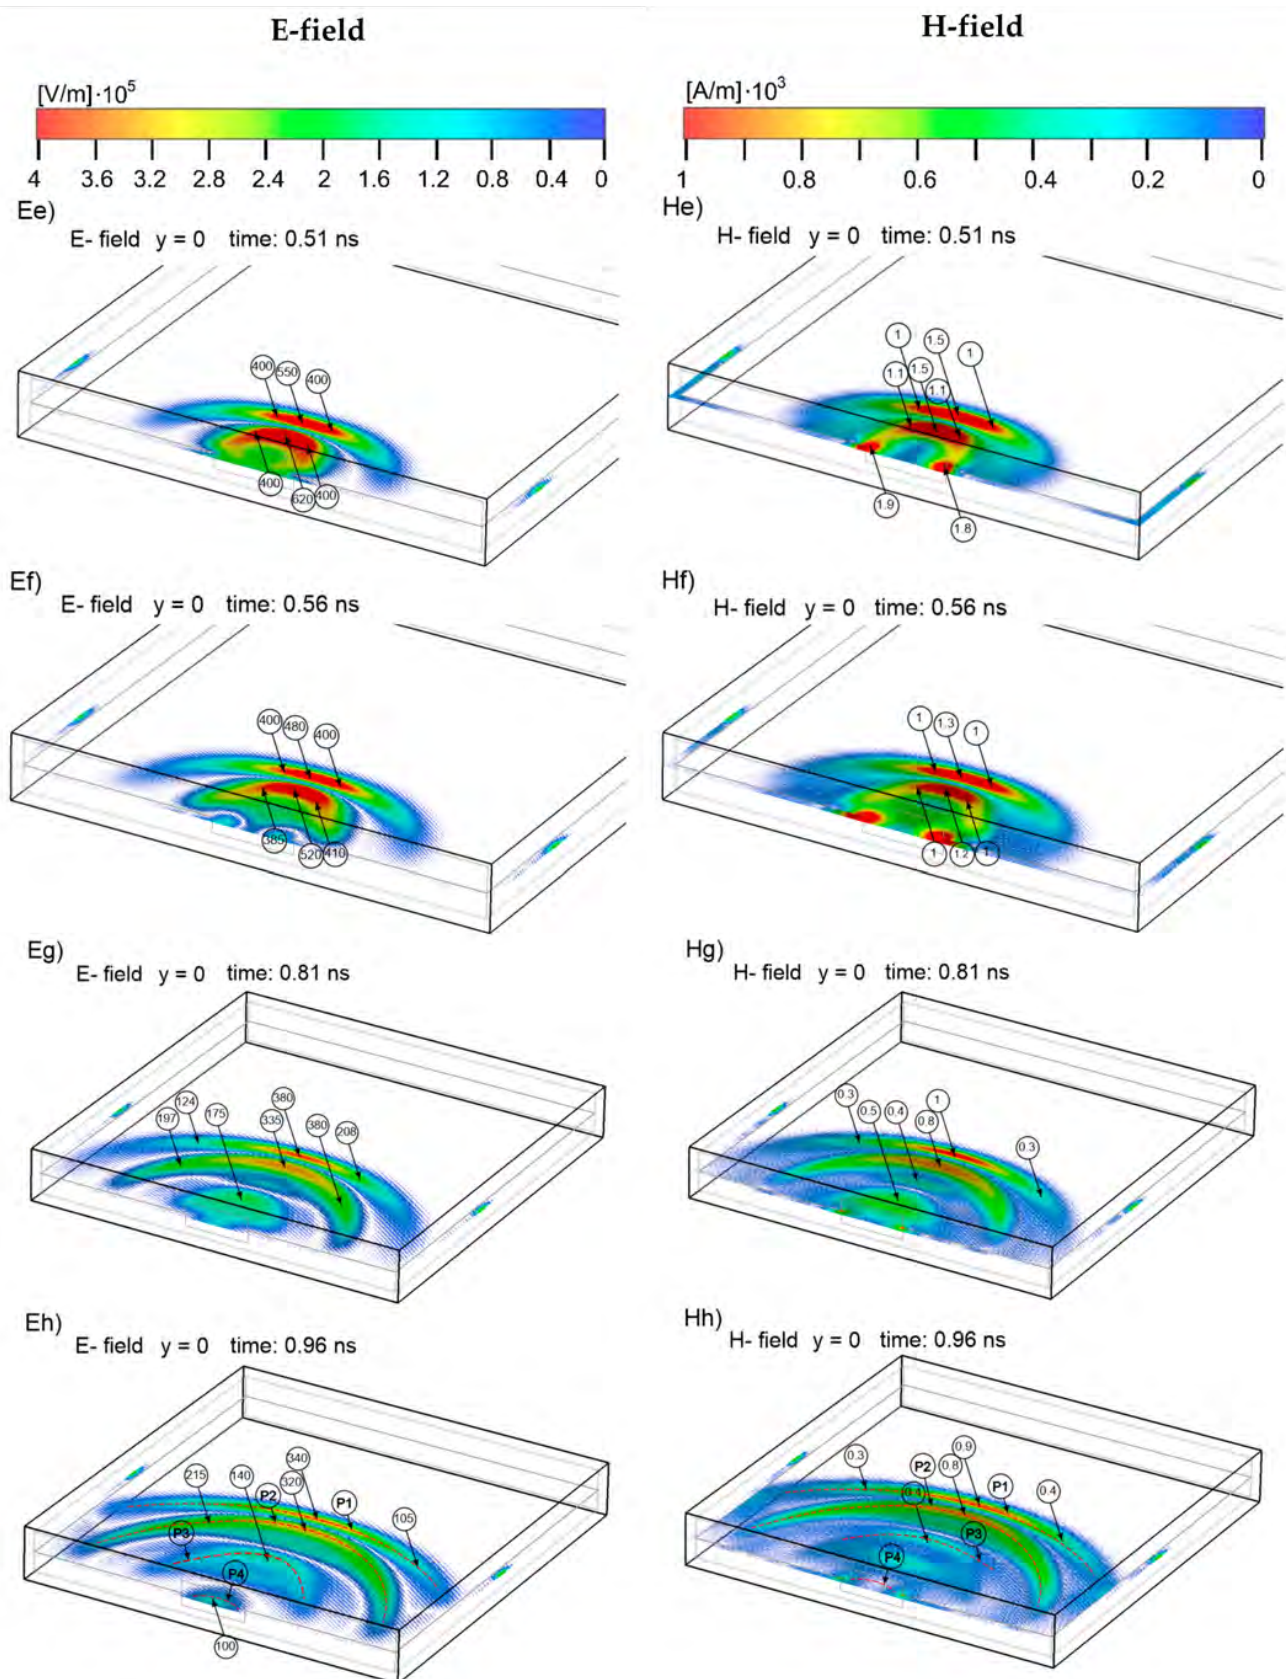 E-field
H-field
[V/m]·10⁵
[A/m]·10³
4 3.6 3.2 2.8 2.4 2 1.6 1.2 0.8 0.4 0
1 0.8 0.6 0.4 0.2 0
Ee)
E- field y = 0 time: 0.51 ns
400 550 400
400 620 400
He)
H- field y = 0 time: 0.51 ns
1 1.5 1
1.1 1.5 1.1
1.9 1.8
Ef)
E- field y = 0 time: 0.56 ns
400 480 400
385 520 410
Hf)
H- field y = 0 time: 0.56 ns
1 1.3 1
1 1.2 1
Eg)
E- field y = 0 time: 0.81 ns
380
197 124 175 335 380 208
Hg)
H- field y = 0 time: 0.81 ns
0.3 0.5 0.4 1
0.8 0.3
Eh)
E- field y = 0 time: 0.96 ns
340
215 140 320
P2 P1 105
P3
P4
100
Hh)
H- field y = 0 time: 0.96 ns
0.9
0.3 P2 0.8
P1 0.4
P3
P4